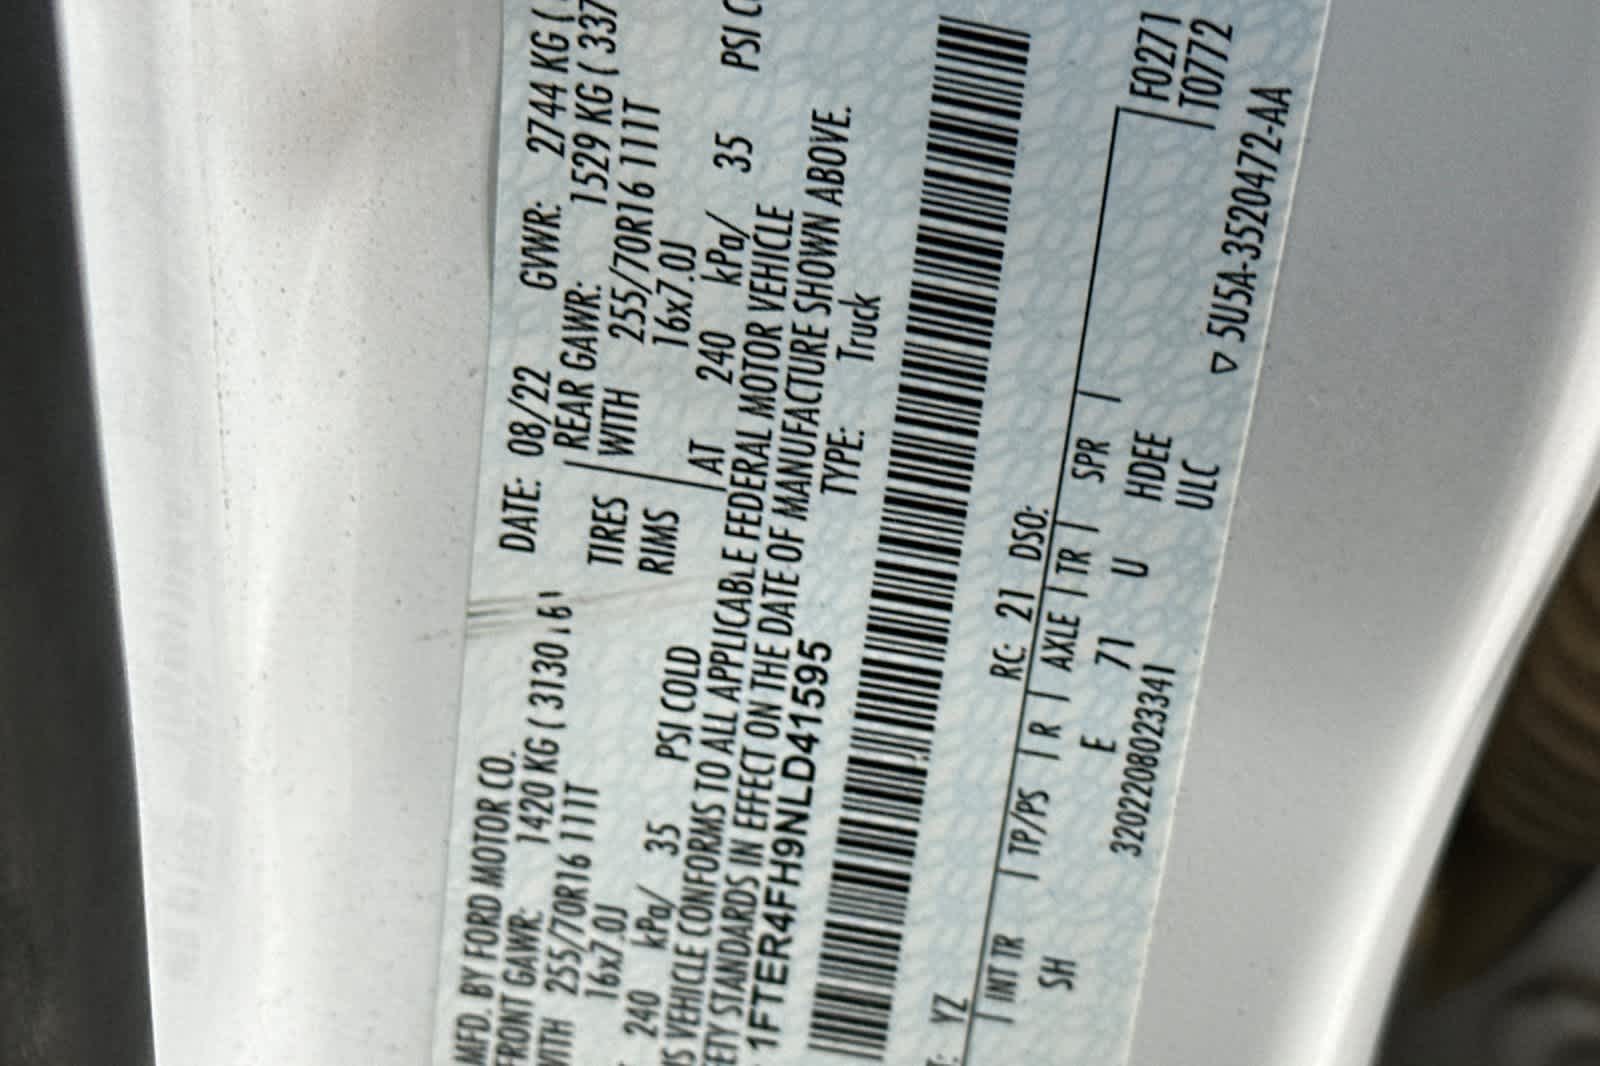 MFD. BY FORD MOTOR CO. DATE: 08/22 GVWR: 2744 KG (
FRONT GAWR: 1420 KG ( 3130 REAR GAWR: 1529 KG ( 337
WITH 255/70R16 111T TIRES WITH 255/70R16 111T
16x7.0J RIMS 16x7.0J
240 kPa/ 35 PSI COLD AT 240 kPa/ 35 PSI C
IS VEHICLE CONFORMS TO ALL APPLICABLE FEDERAL MOTOR VEHICLE
ETY STANDARDS IN EFFECT ON THE DATE OF MANUFACTURE SHOWN ABOVE.
1FTER4FH9NLD41595 TYPE: Truck
T: YZ RC: 21 DSO:
INT TR TP/PS R AXLE TR SPR F0271
SH E 71 U HDEE T0772
3202208023341 ULC
5U5A-3520472-AA